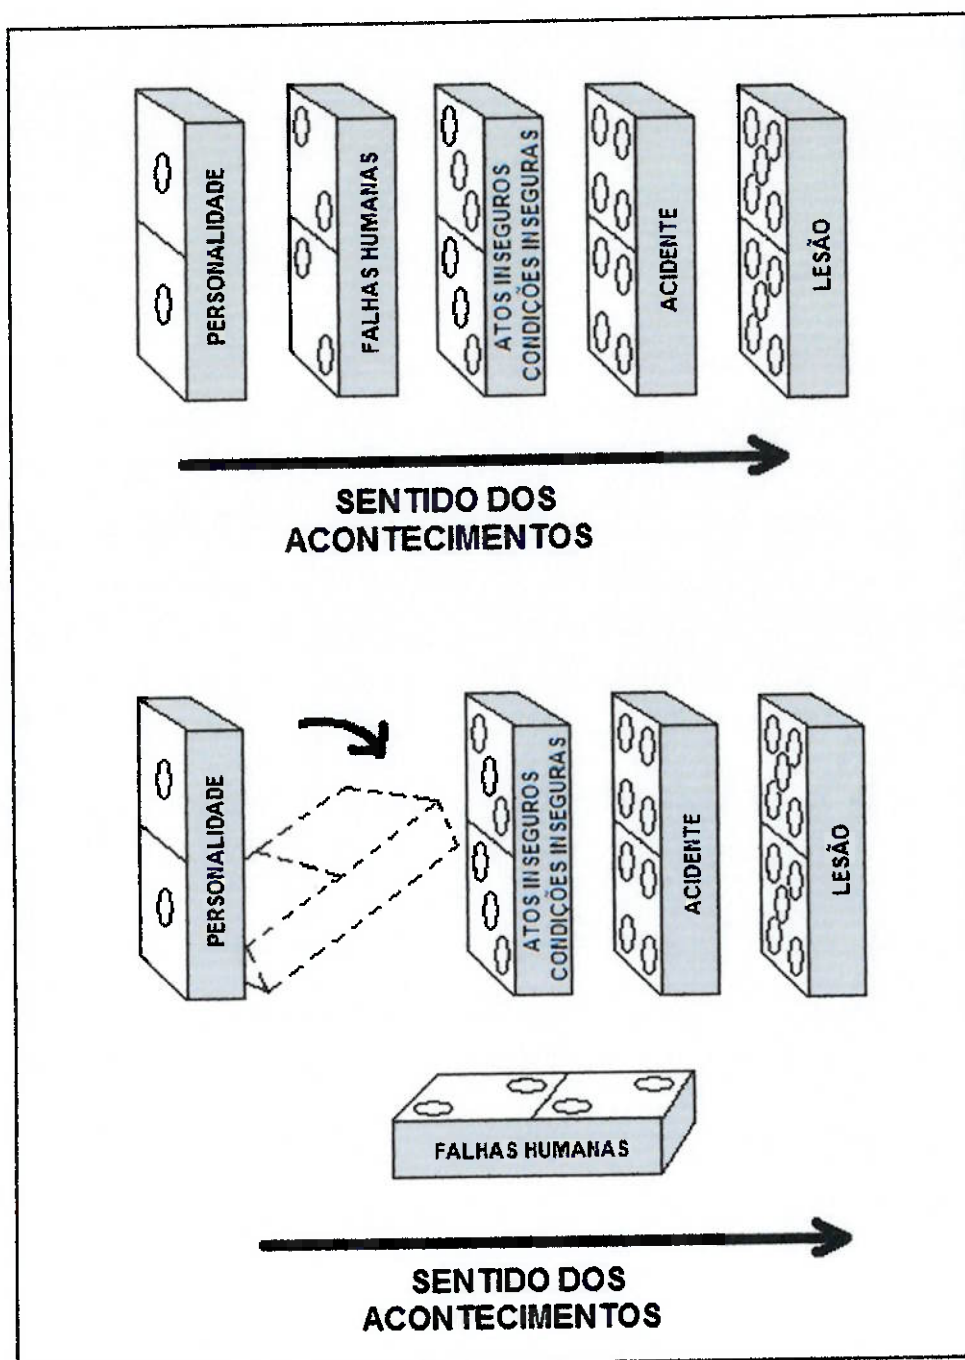 PERSONALIDADE
FALHAS HUMANAS
ATOS INSEGUROS
CONDIÇÕES INSEGURAS
ACIDENTE
LESÃO
SENTIDO DOS
ACONTECIMENTOS
PERSONALIDADE
ATOS INSEGUROS
CONDIÇÕES INSEGURAS
ACIDENTE
LESÃO
FALHAS HUMANAS
SENTIDO DOS
ACONTECIMENTOS